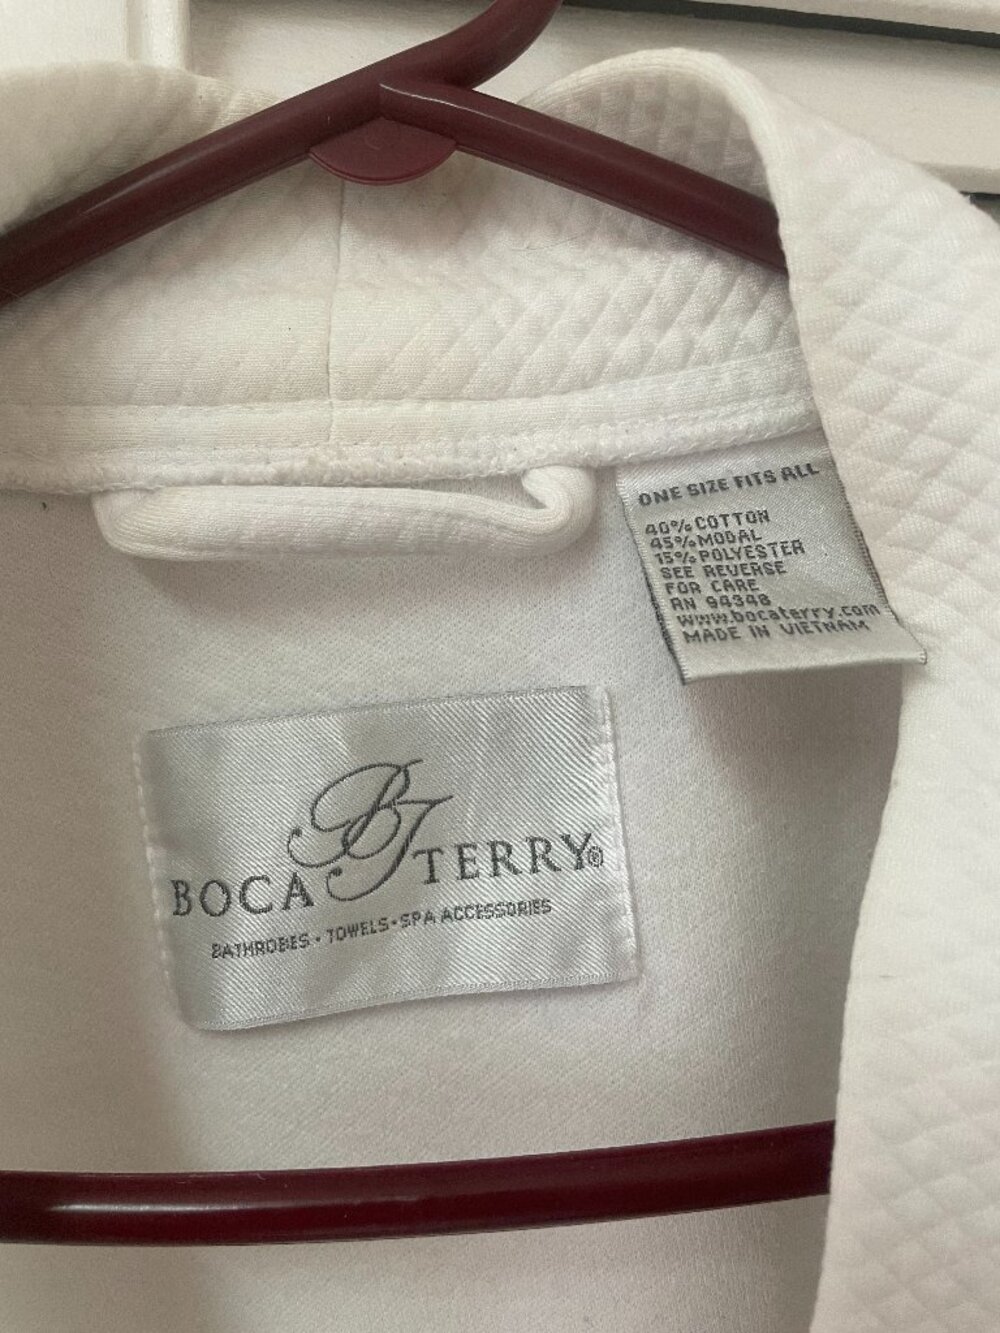 ONE SIZE FITS ALL
40% COTTON
45% MODAL
15% POLYESTER
SEE REVERSE
FOR CARE
RN 94348
www.bocaterry.com
MADE IN VIETNAM
BT
BOCA TERRY®
BATHROBES • TOWELS • SPA ACCESSORIES